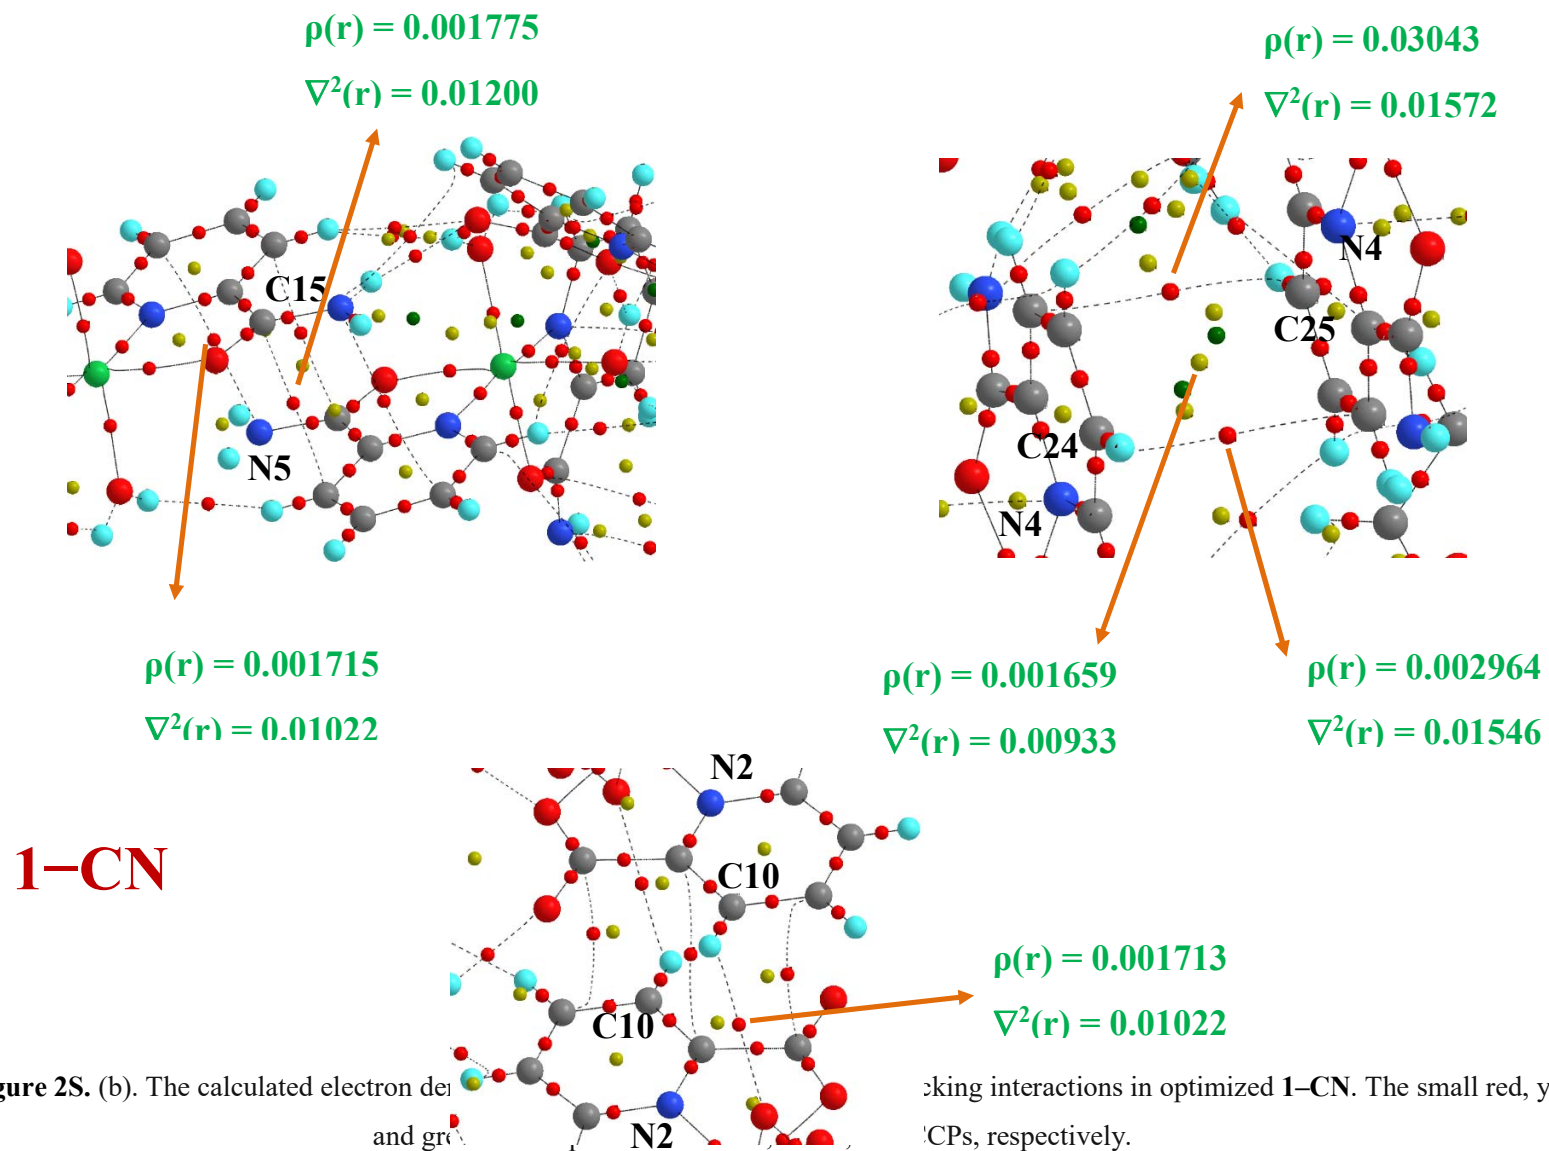 ρ(r) = 0.001775
∇²(r) = 0.01200
ρ(r) = 0.03043
∇²(r) = 0.01572
C15
N5
N4
C25
C24
N4
ρ(r) = 0.001715
∇²(r) = 0.01022
ρ(r) = 0.001659
∇²(r) = 0.00933
ρ(r) = 0.002964
∇²(r) = 0.01546
N2
C10
1−CN
C10
N2
ρ(r) = 0.001713
∇²(r) = 0.01022
gure 2S. (b). The calculated electron der cking interactions in optimized 1–CN. The small red, y
and gre CCPs, respectively.